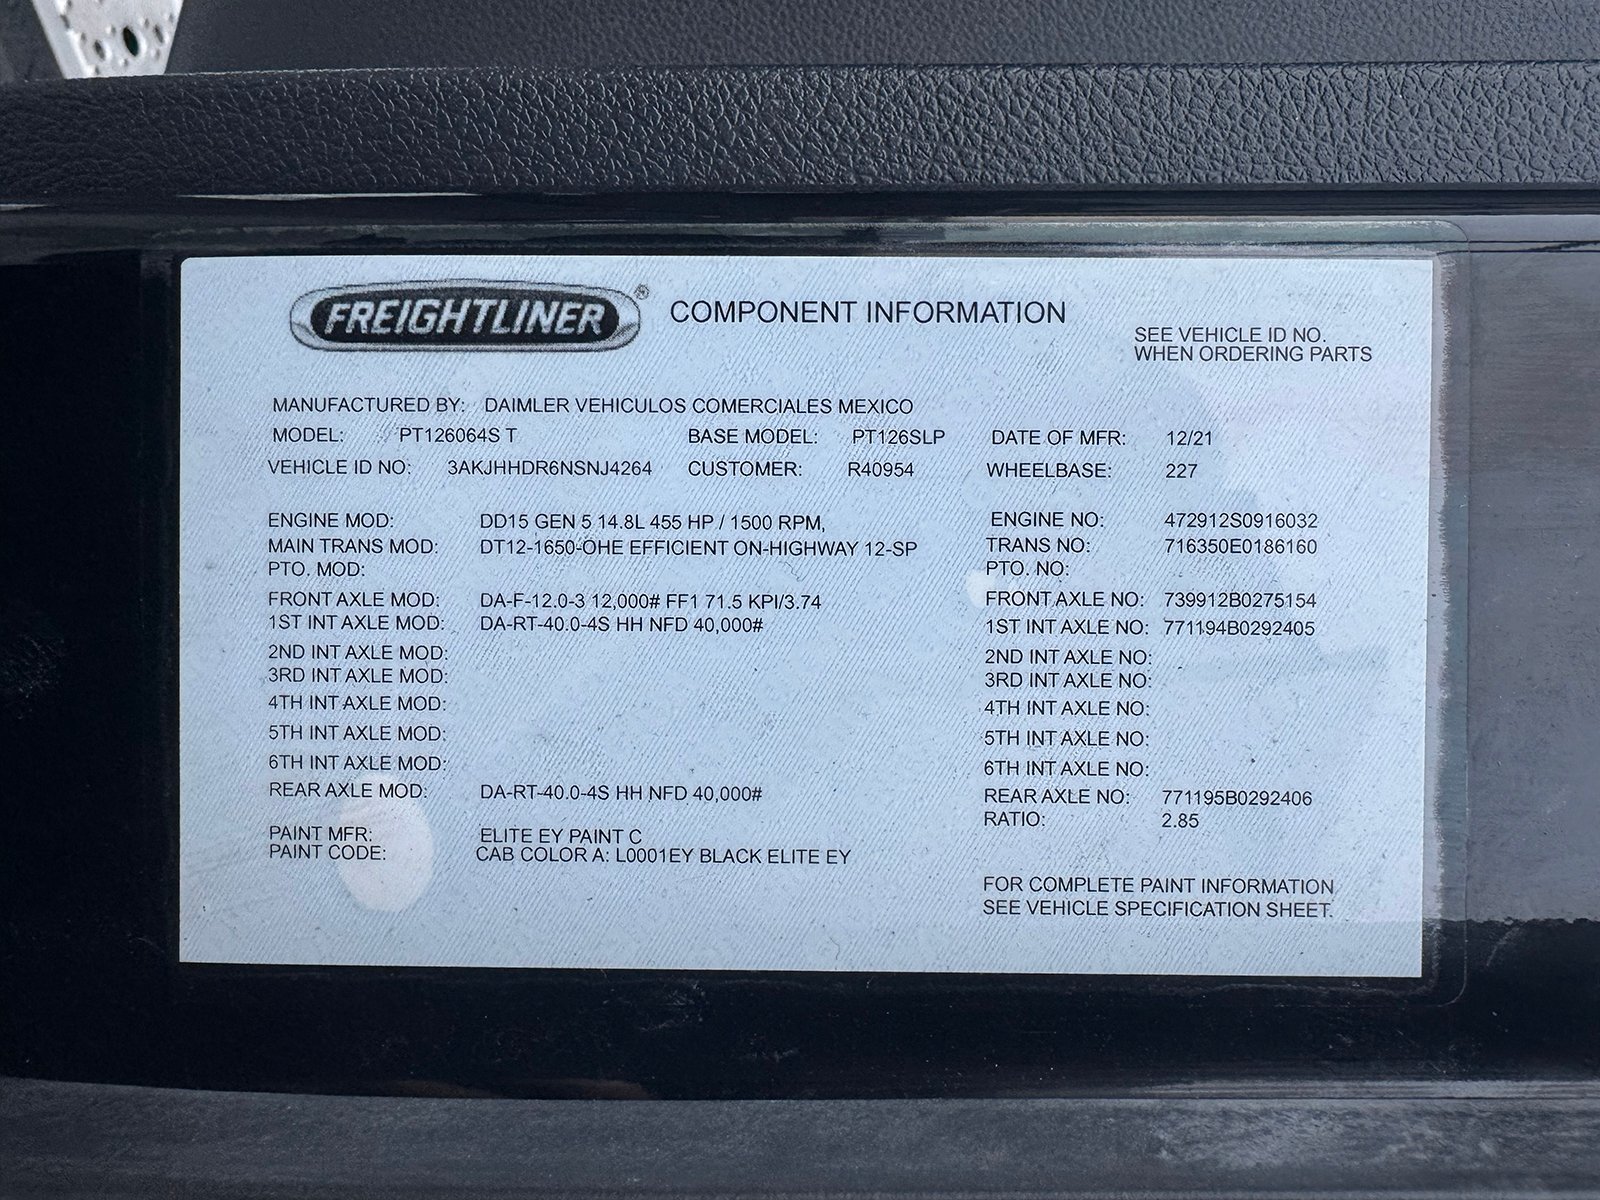 FREIGHTLINER® COMPONENT INFORMATION
SEE VEHICLE ID NO.
WHEN ORDERING PARTS
MANUFACTURED BY: DAIMLER VEHICULOS COMERCIALES MEXICO
MODEL: PT126064S T BASE MODEL: PT126SLP DATE OF MFR: 12/21
VEHICLE ID NO: 3AKJHHDR6NSNJ4264 CUSTOMER: R40954 WHEELBASE: 227
ENGINE MOD: DD15 GEN 5 14.8L 455 HP / 1500 RPM, ENGINE NO: 472912S0916032
MAIN TRANS MOD: DT12-1650-OHE EFFICIENT ON-HIGHWAY 12-SP TRANS NO: 716350E0186160
PTO. MOD: PTO. NO:
FRONT AXLE MOD: DA-F-12.0-3 12,000# FF1 71.5 KPI/3.74 FRONT AXLE NO: 739912B0275154
1ST INT AXLE MOD: DA-RT-40.0-4S HH NFD 40,000# 1ST INT AXLE NO: 771194B0292405
2ND INT AXLE MOD: 2ND INT AXLE NO:
3RD INT AXLE MOD: 3RD INT AXLE NO:
4TH INT AXLE MOD: 4TH INT AXLE NO:
5TH INT AXLE MOD: 5TH INT AXLE NO:
6TH INT AXLE MOD: 6TH INT AXLE NO:
REAR AXLE MOD: DA-RT-40.0-4S HH NFD 40,000# REAR AXLE NO: 771195B0292406
RATIO: 2.85
PAINT MFR: ELITE EY PAINT C
PAINT CODE: CAB COLOR A: L0001EY BLACK ELITE EY
FOR COMPLETE PAINT INFORMATION
SEE VEHICLE SPECIFICATION SHEET.